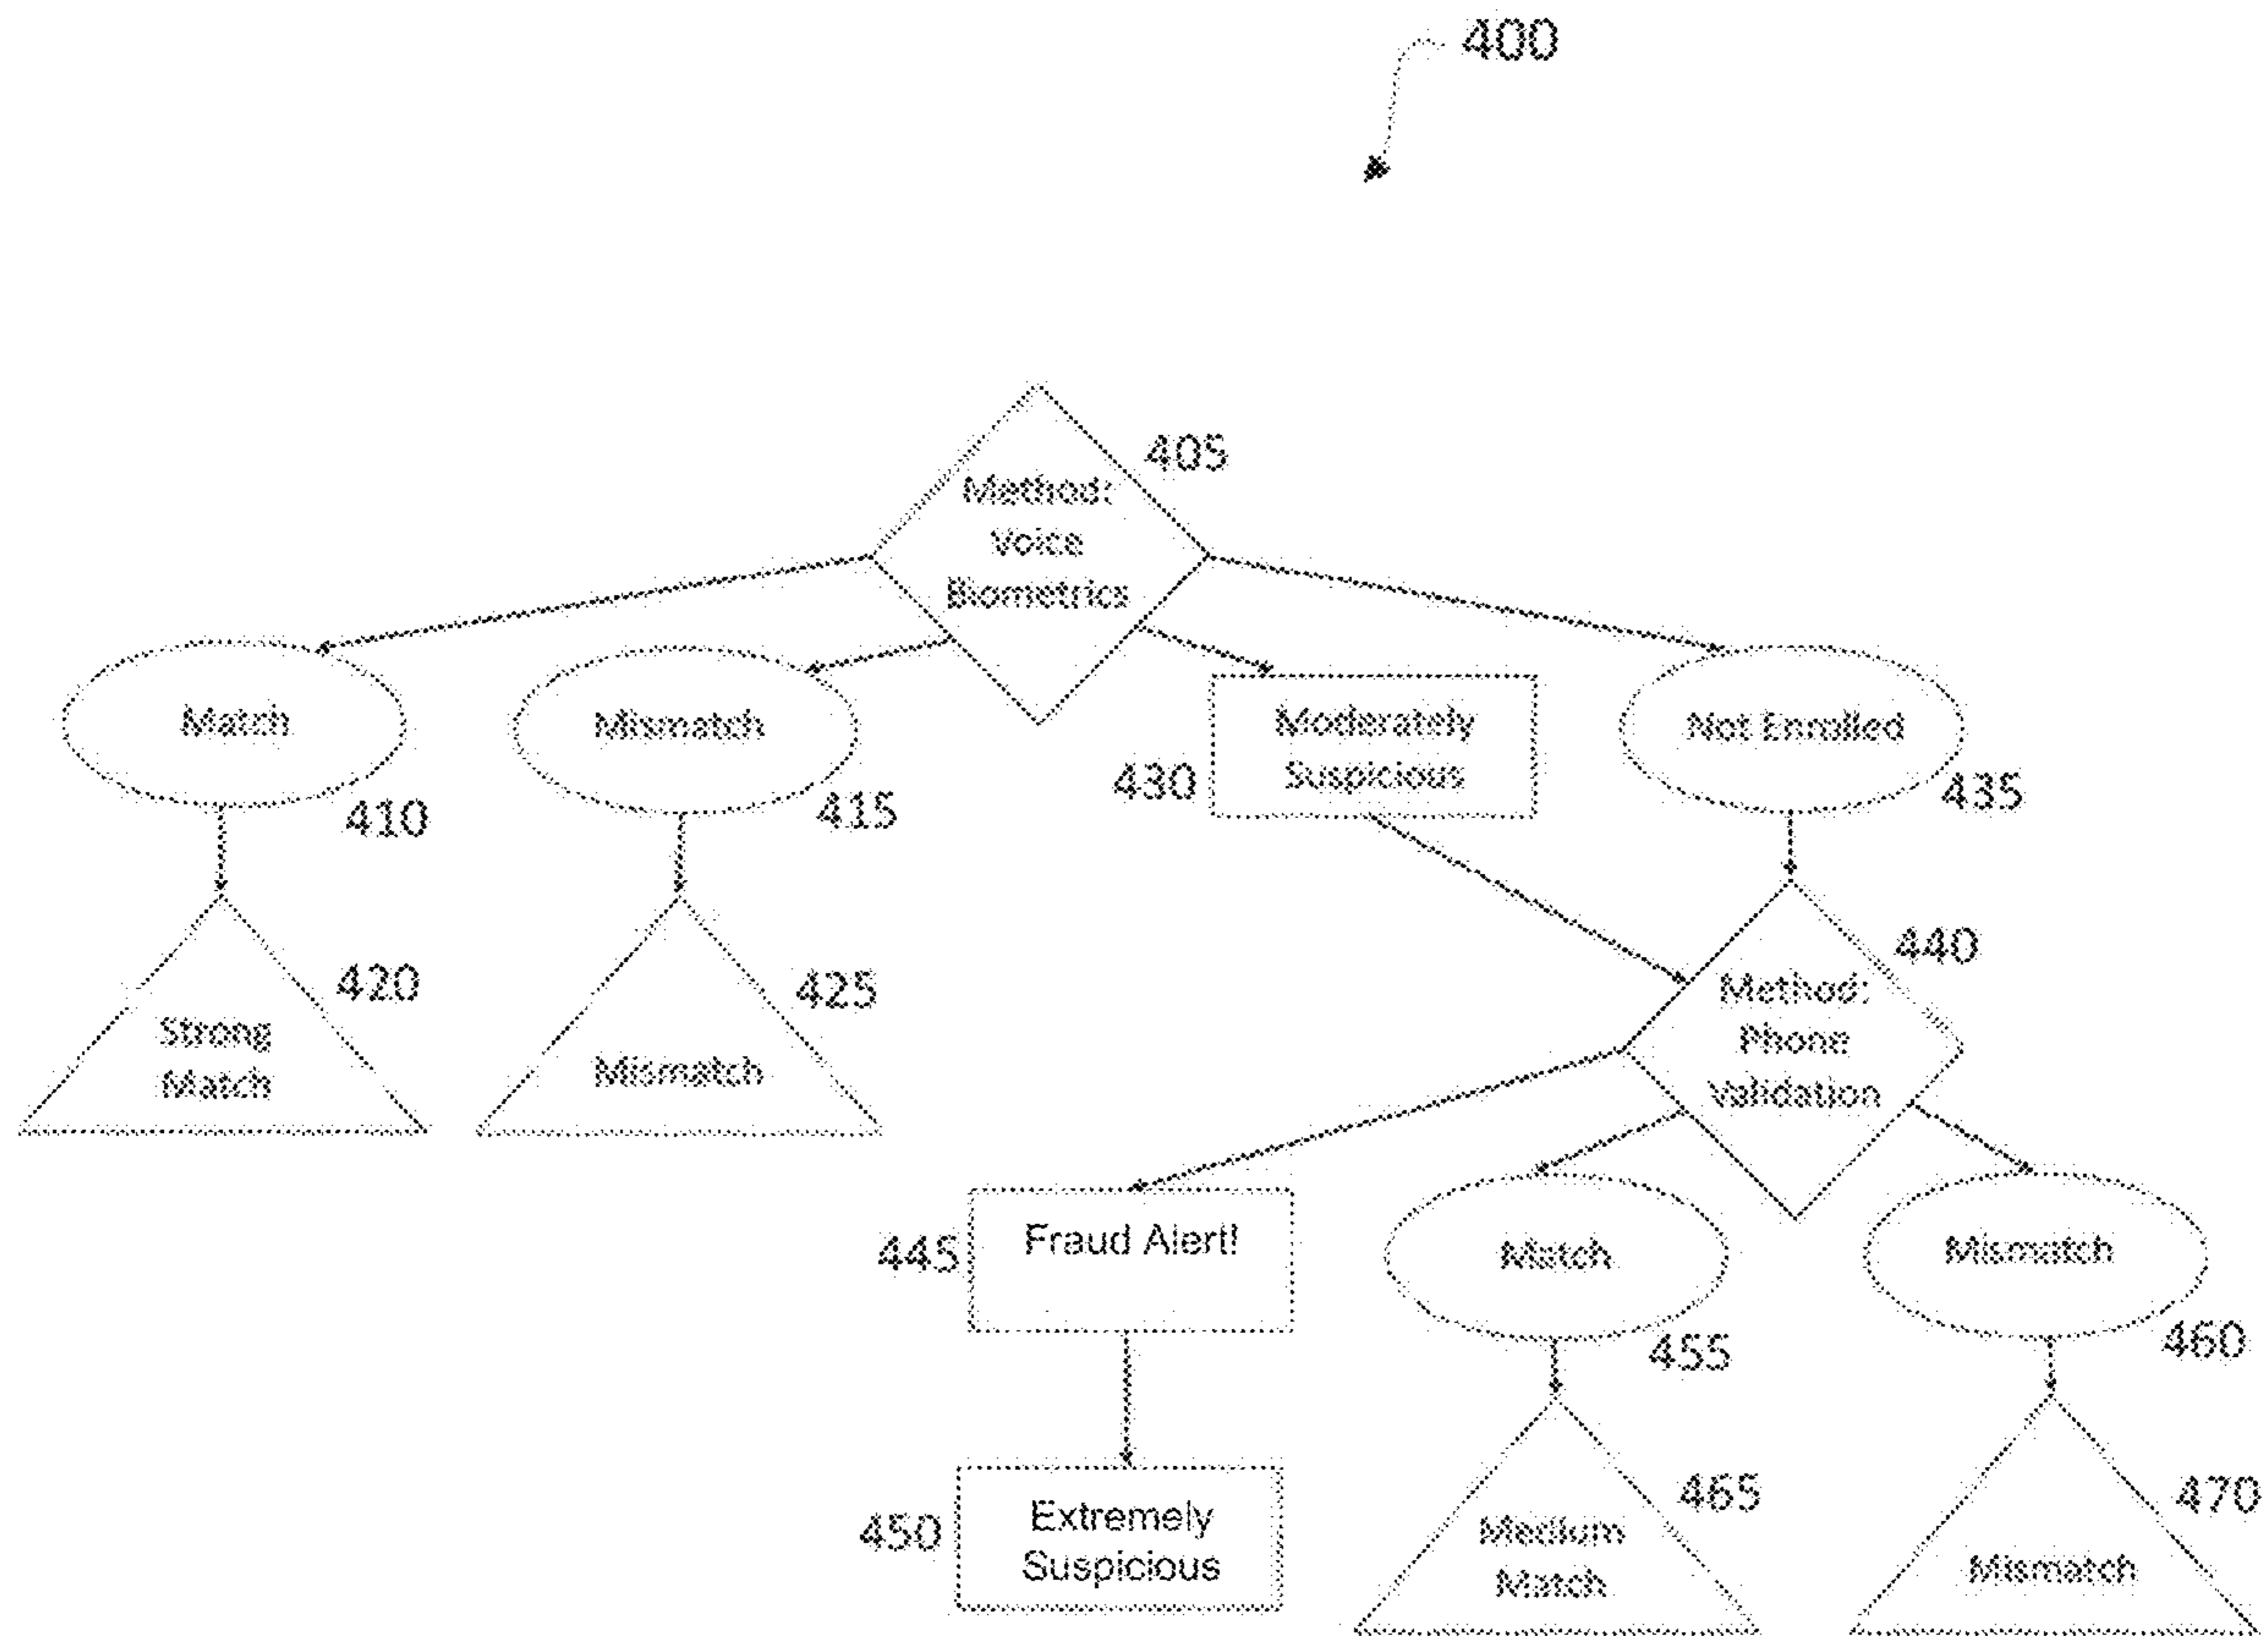 400
405
Method:
Voice
Biometrics
Match
410
Mismatch
415
Moderately
Suspicious
430
Not Enrolled
435
Strong
Match
420
Mismatch
425
Method:
Phone
Validation
440
Fraud Alert!
445
Match
455
Mismatch
460
Extremely
Suspicious
450
Medium
Match
465
Mismatch
470